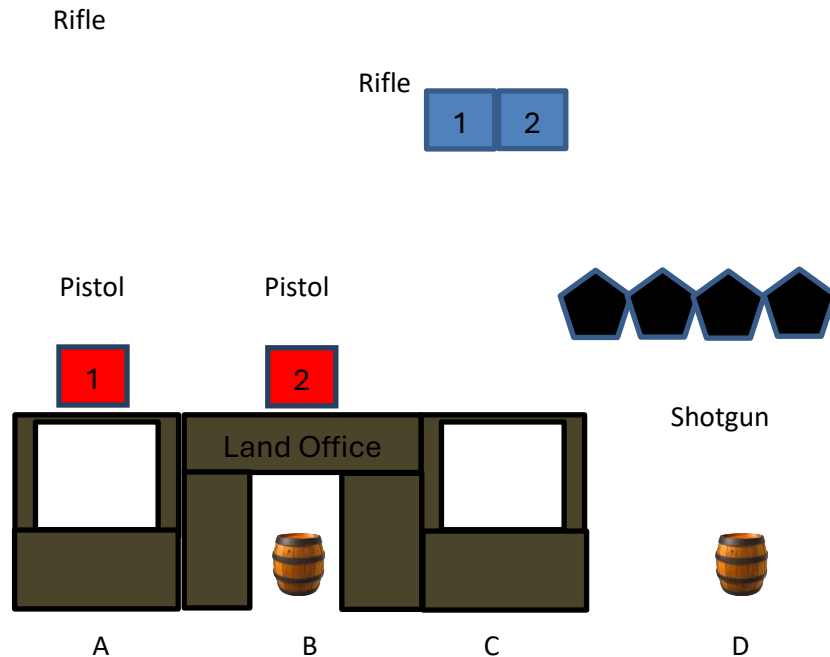 Rifle
Rifle
1 2
Pistol Pistol
1 2
Shotgun
Land Office
A B C D